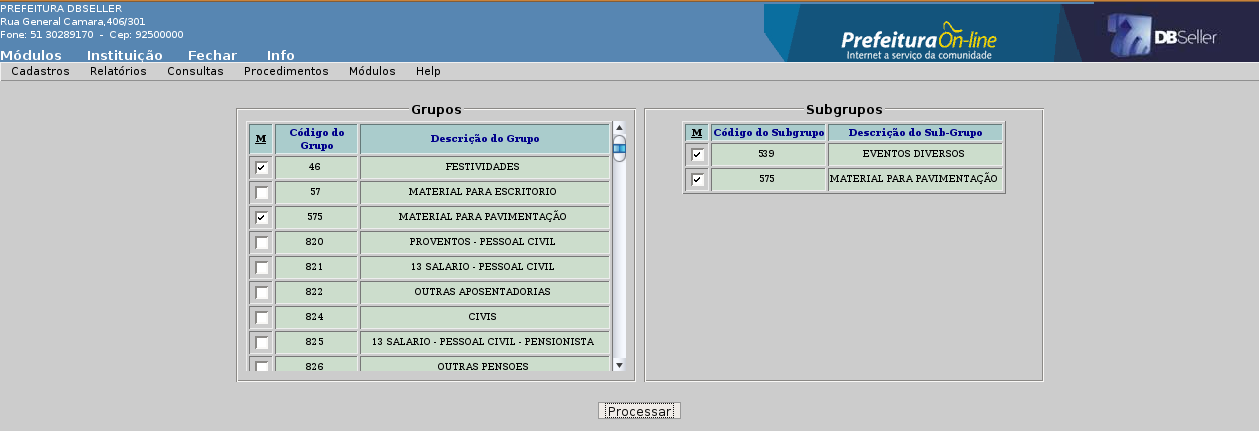 PREFEITURA DBSELLER
Rua General Camara,406/301
Fone: 51 30289170 - Cep: 92500000
PrefeituraOn-line
Internet a serviço da comunidade
DBSeller
Módulos Instituição Fechar Info
Cadastros Relatórios Consultas Procedimentos Módulos Help
Grupos
M Código do Grupo Descrição do Grupo
46 FESTIVIDADES
57 MATERIAL PARA ESCRITORIO
575 MATERIAL PARA PAVIMENTAÇÃO
820 PROVENTOS - PESSOAL CIVIL
821 13 SALARIO - PESSOAL CIVIL
822 OUTRAS APOSENTADORIAS
824 CIVIS
825 13 SALARIO - PESSOAL CIVIL - PENSIONISTA
826 OUTRAS PENSOES
Subgrupos
M Código do Subgrupo Descrição do Sub-Grupo
539 EVENTOS DIVERSOS
575 MATERIAL PARA PAVIMENTAÇÃO
Processar